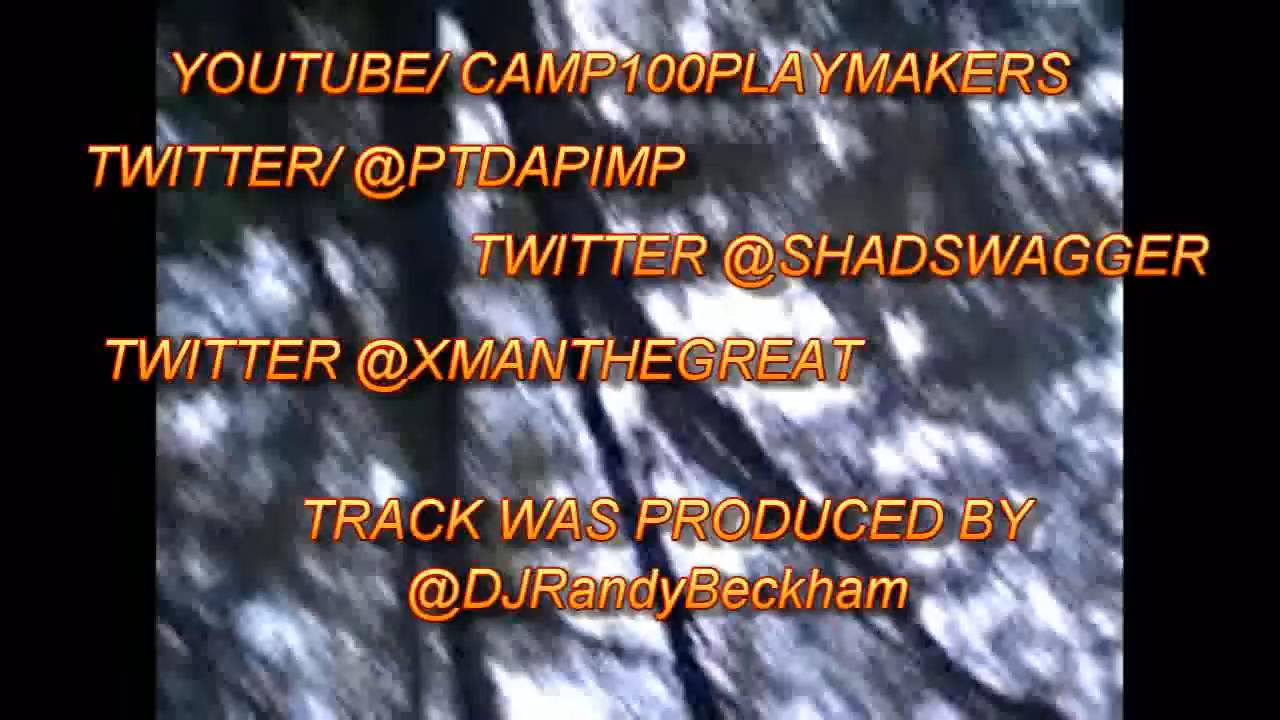 YOUTUBE/ CAMP100PLAYMAKERS
TWITTER/ @PTDAPIMP
TWITTER @SHADSWAGGER
TWITTER @XMANTHEGREAT
TRACK WAS PRODUCED BY
@DJRandyBeckham